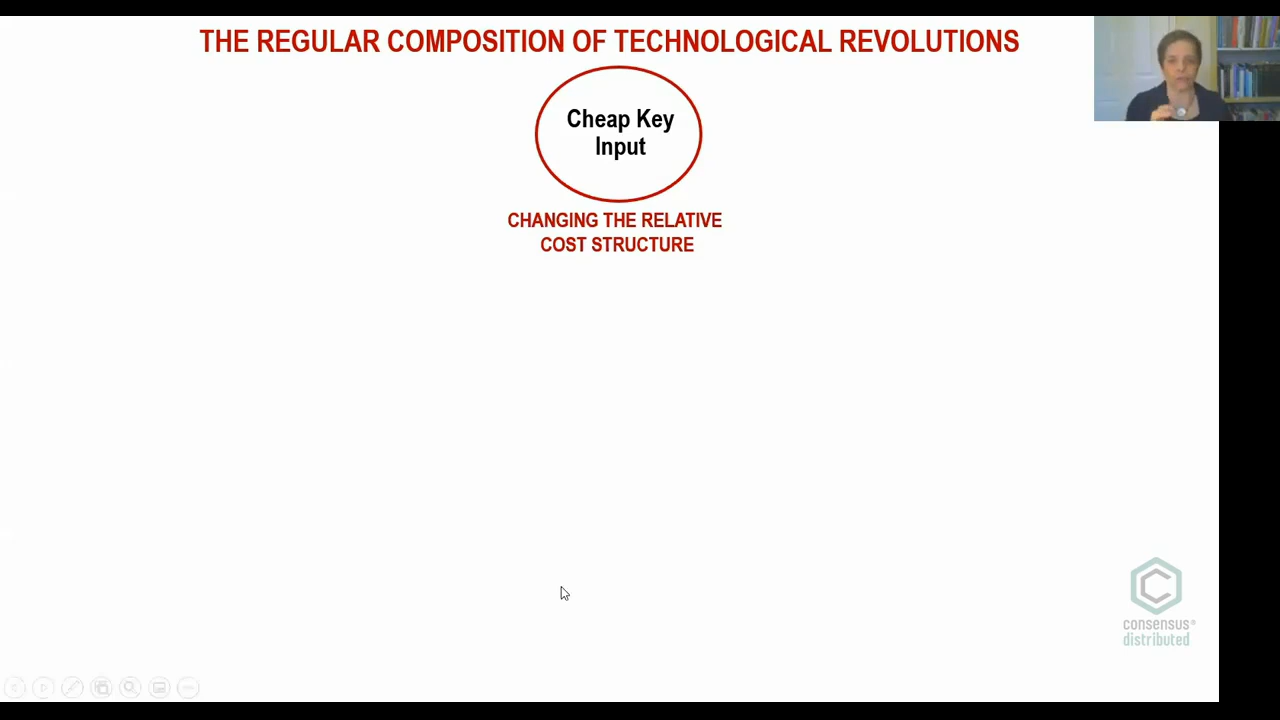 THE REGULAR COMPOSITION OF TECHNOLOGICAL REVOLUTIONS
Cheap Key
Input
CHANGING THE RELATIVE
COST STRUCTURE
consensus®
distributed